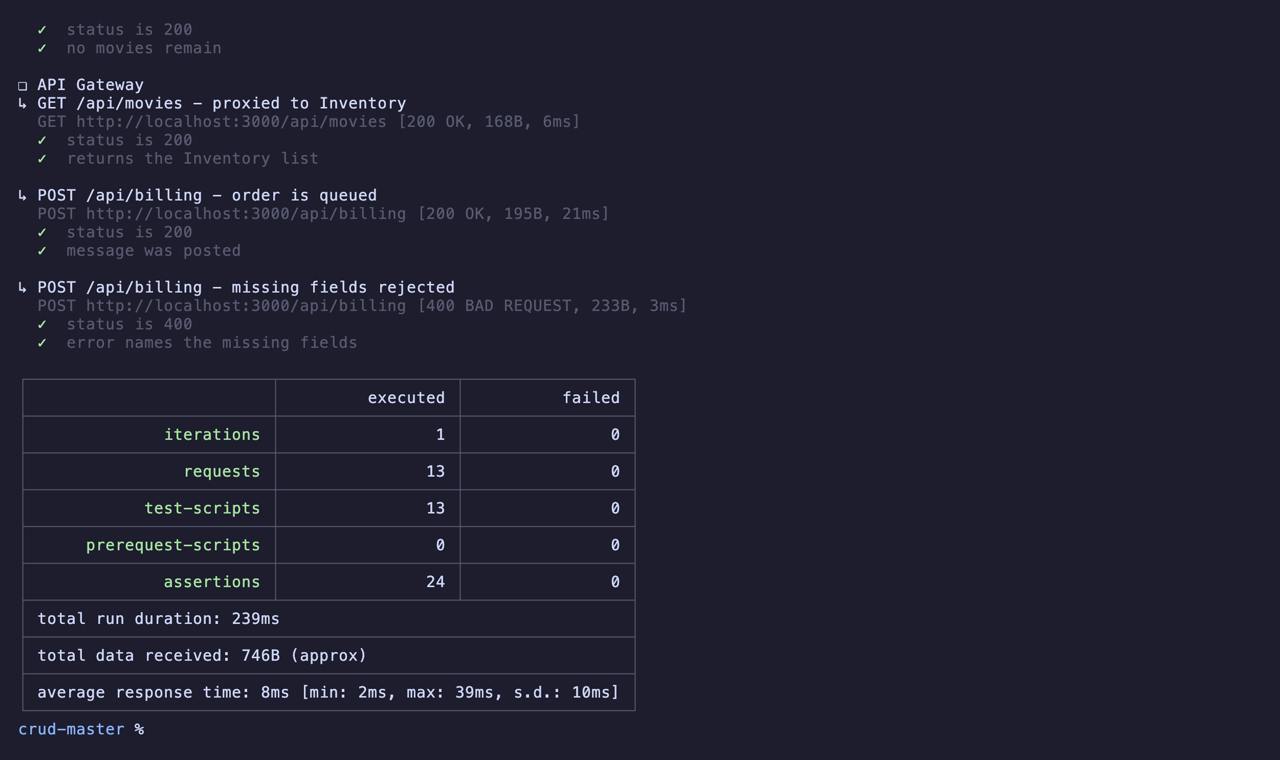 ✓ status is 200
✓ no movies remain
❏ API Gateway
↳ GET /api/movies – proxied to Inventory
GET http://localhost:3000/api/movies [200 OK, 168B, 6ms]
✓ status is 200
✓ returns the Inventory list
↳ POST /api/billing – order is queued
POST http://localhost:3000/api/billing [200 OK, 195B, 21ms]
✓ status is 200
✓ message was posted
↳ POST /api/billing – missing fields rejected
POST http://localhost:3000/api/billing [400 BAD REQUEST, 233B, 3ms]
✓ status is 400
✓ error names the missing fields
executed failed
iterations 1 0
requests 13 0
test-scripts 13 0
prerequest-scripts 0 0
assertions 24 0
total run duration: 239ms
total data received: 746B (approx)
average response time: 8ms [min: 2ms, max: 39ms, s.d.: 10ms]
crud-master %